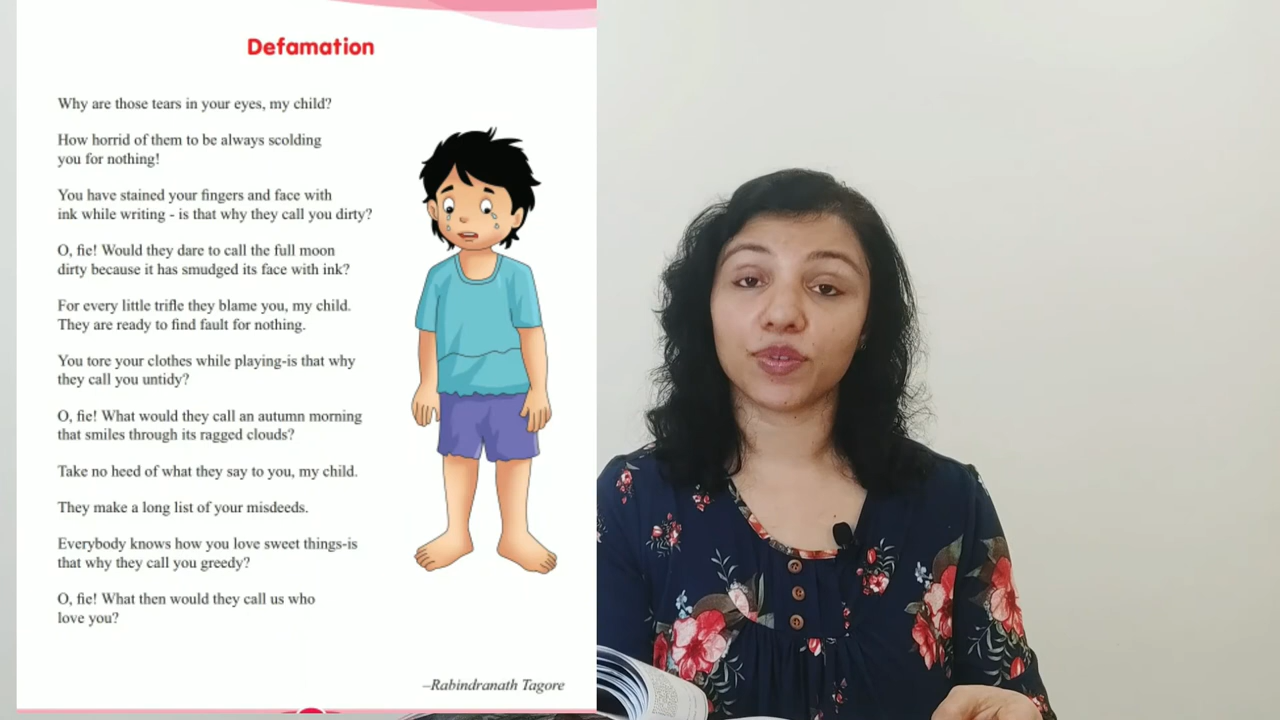 Defamation
Why are those tears in your eyes, my child?
How horrid of them to be always scolding
you for nothing!
You have stained your fingers and face with
ink while writing - is that why they call you dirty?
O, fie! Would they dare to call the full moon
dirty because it has smudged its face with ink?
For every little trifle they blame you, my child.
They are ready to find fault for nothing.
You tore your clothes while playing-is that why
they call you untidy?
O, fie! What would they call an autumn morning
that smiles through its ragged clouds?
Take no heed of what they say to you, my child.
They make a long list of your misdeeds.
Everybody knows how you love sweet things-is
that why they call you greedy?
O, fie! What then would they call us who
love you?
–Rabindranath Tagore